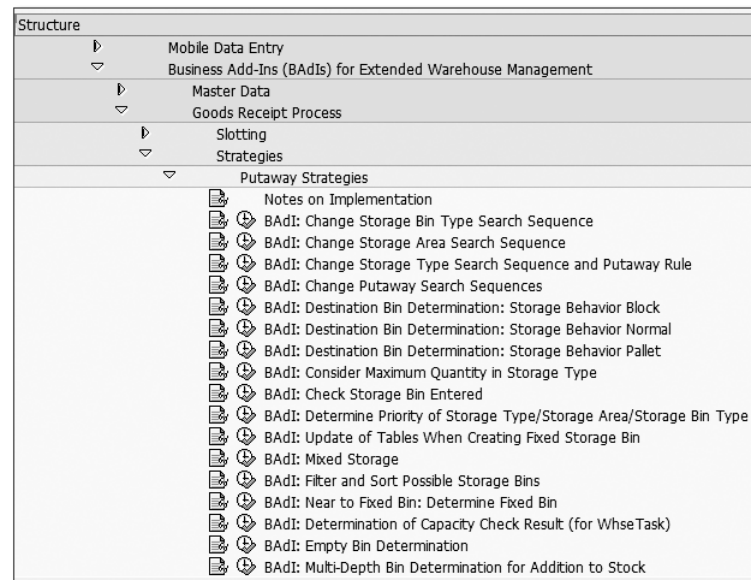 Structure
Mobile Data Entry
Business Add-Ins (BAdIs) for Extended Warehouse Management
Master Data
Goods Receipt Process
Slotting
Strategies
Putaway Strategies
Notes on Implementation
BAdI: Change Storage Bin Type Search Sequence
BAdI: Change Storage Area Search Sequence
BAdI: Change Storage Type Search Sequence and Putaway Rule
BAdI: Change Putaway Search Sequences
BAdI: Destination Bin Determination: Storage Behavior Block
BAdI: Destination Bin Determination: Storage Behavior Normal
BAdI: Destination Bin Determination: Storage Behavior Pallet
BAdI: Consider Maximum Quantity in Storage Type
BAdI: Check Storage Bin Entered
BAdI: Determine Priority of Storage Type/Storage Area/Storage Bin Type
BAdI: Update of Tables When Creating Fixed Storage Bin
BAdI: Mixed Storage
BAdI: Filter and Sort Possible Storage Bins
BAdI: Near to Fixed Bin: Determine Fixed Bin
BAdI: Determination of Capacity Check Result (for WhseTask)
BAdI: Empty Bin Determination
BAdI: Multi-Depth Bin Determination for Addition to Stock